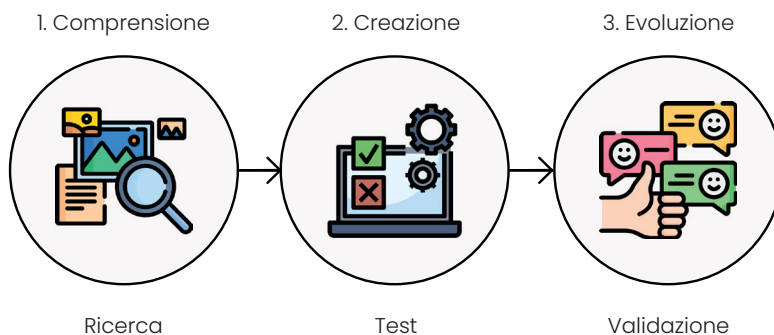 1. Comprensione
2. Creazione
3. Evoluzione
Ricerca
Test
Validazione